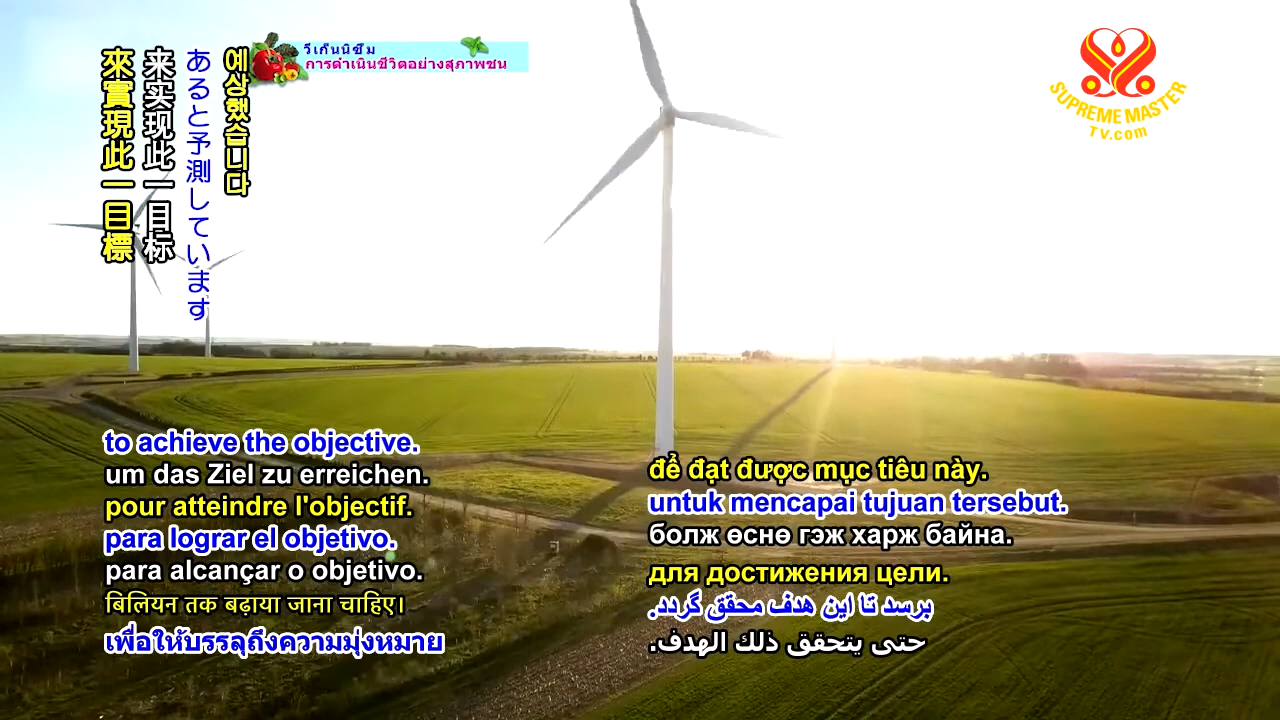 วีเก้นนิซึ่ม
การดำเนินชีวิตอย่างสุภาพชน
SUPREME MASTER
TV.com
예상했습니다
あると予測しています
来实现此一目标
來實現此一目標
to achieve the objective.
um das Ziel zu erreichen.
pour atteindre l'objectif.
para lograr el objetivo.
para alcançar o objetivo.
बिलियन तक बढ़ाया जाना चाहिए।
เพื่อให้บรรลุถึงความมุ่งหมาย
để đạt được mục tiêu này.
untuk mencapai tujuan tersebut.
болж өснө гэж харж байна.
для достижения цели.
برسد تا این هدف محقق گردد.
حتى يتحقق ذلك الهدف.